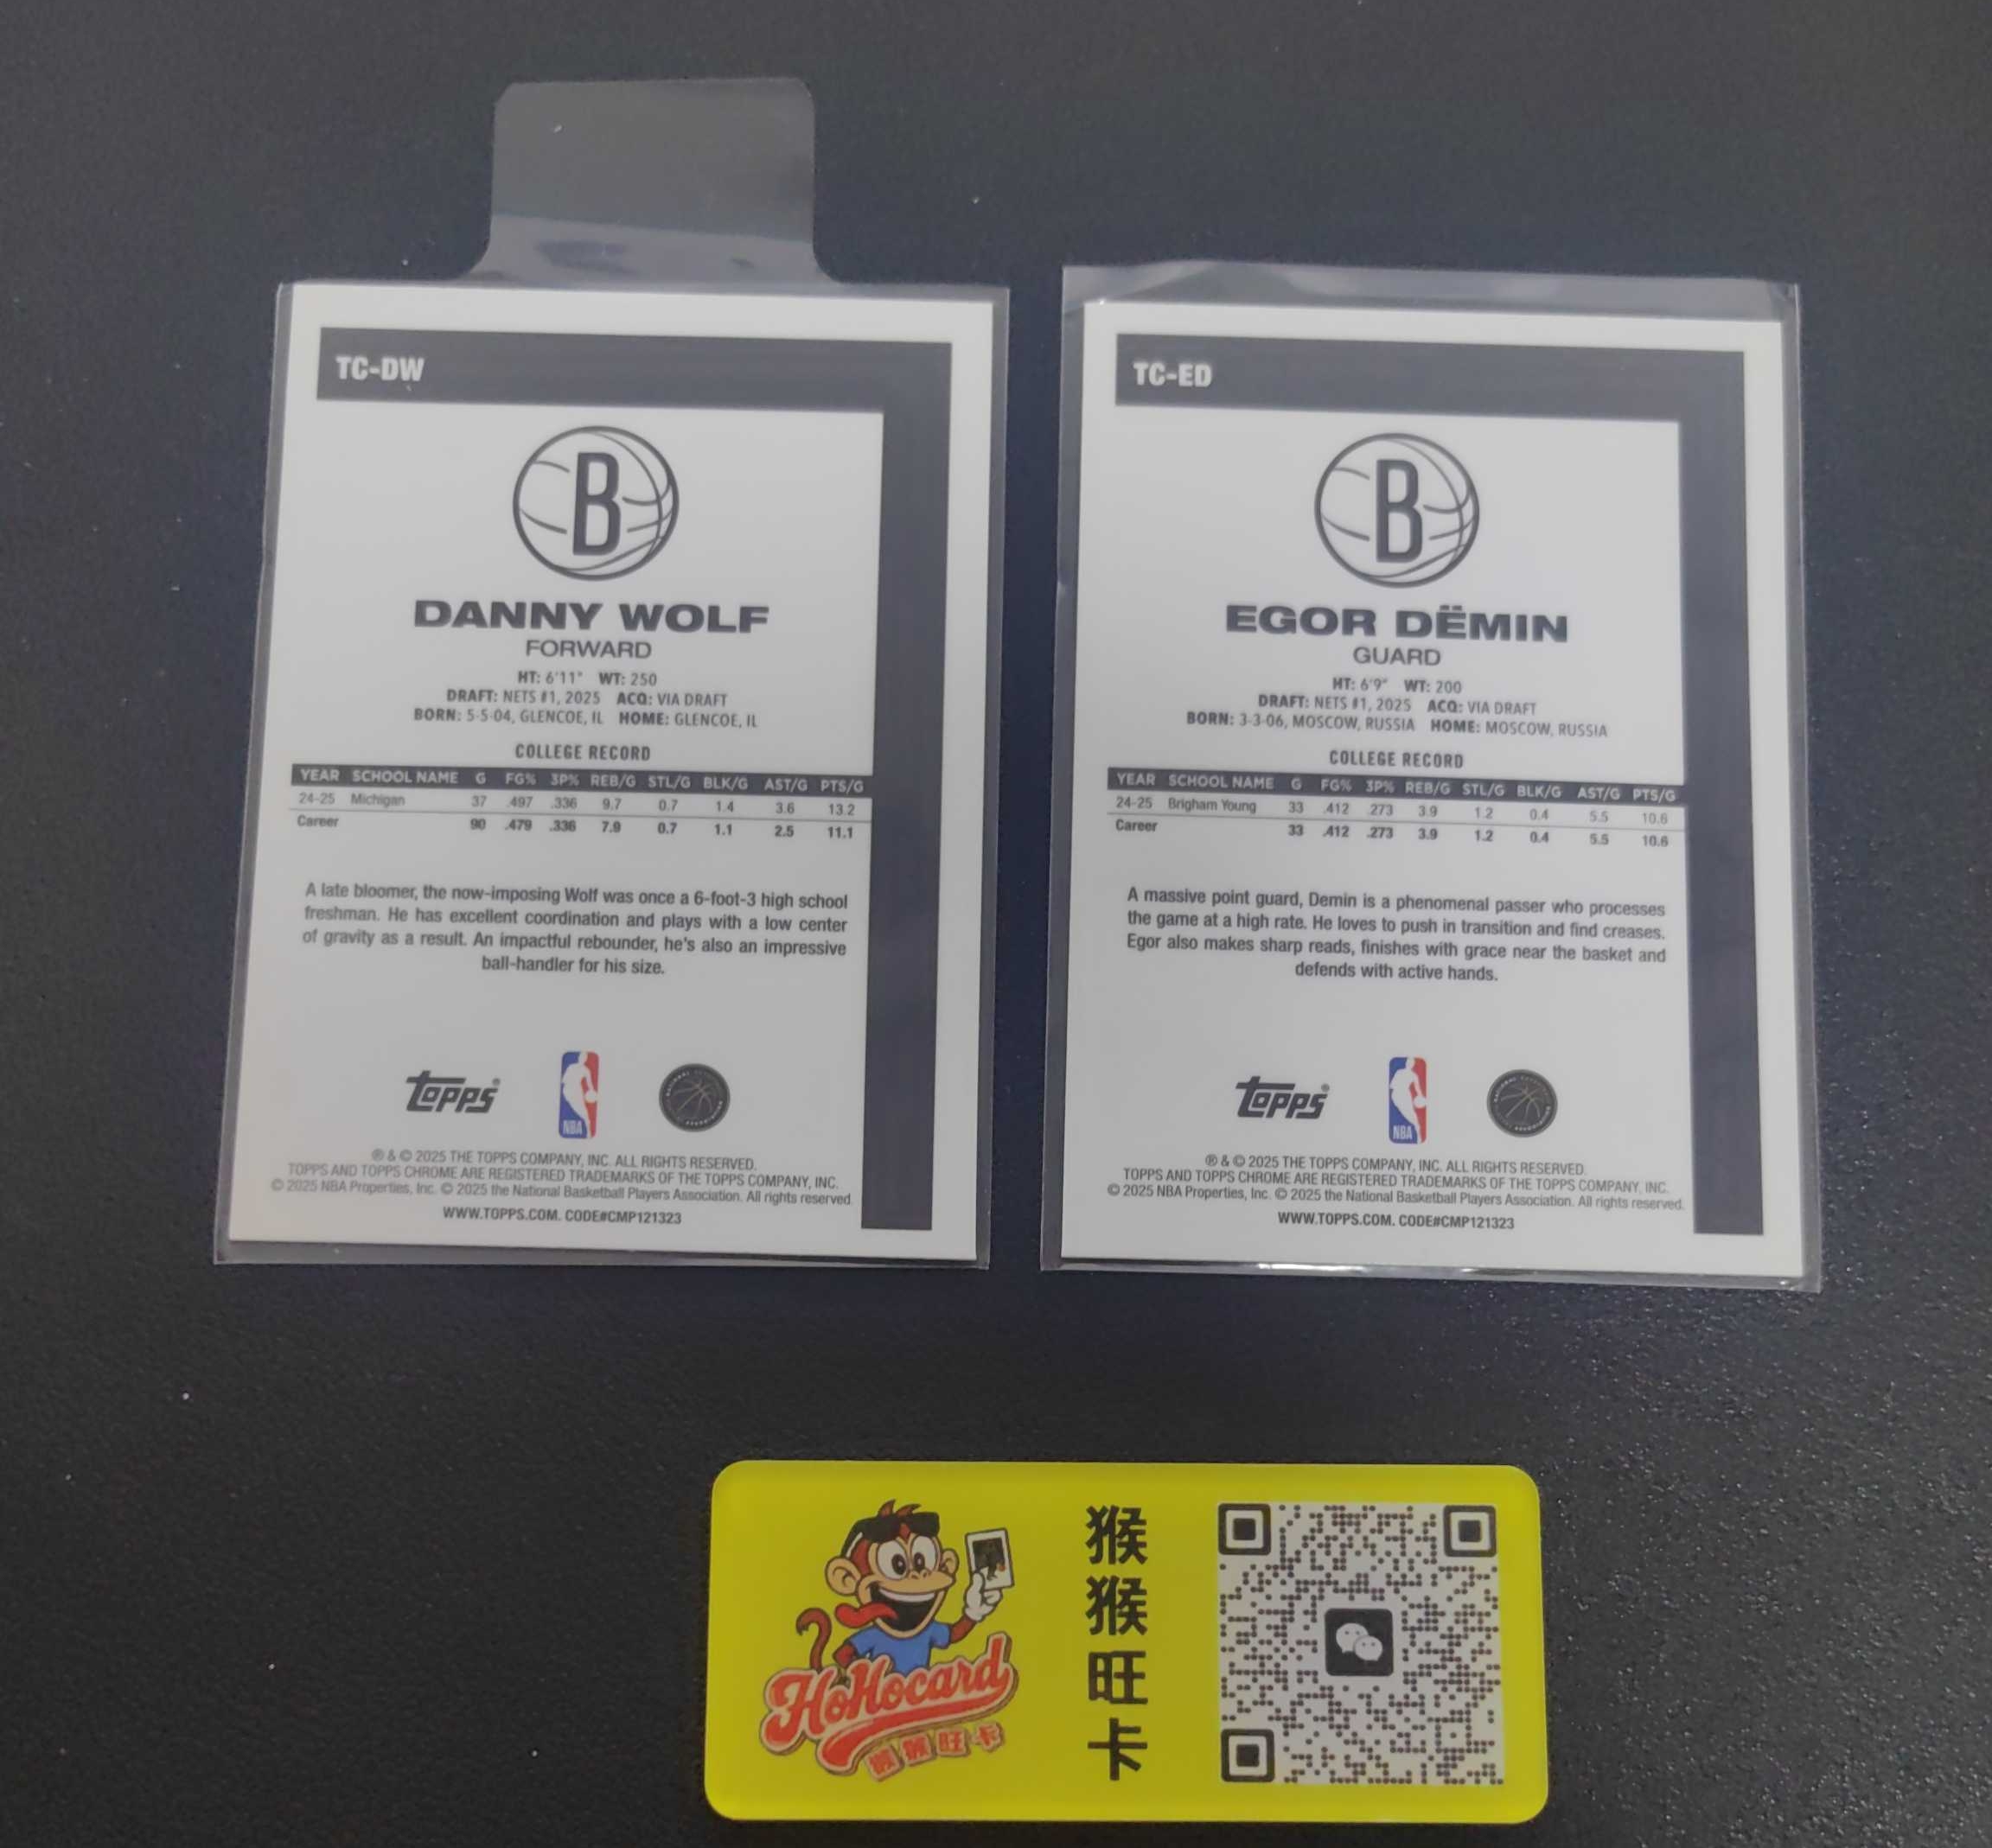 TC-DW
B
DANNY WOLF
FORWARD
HT: 6'11" WT: 250
DRAFT: NETS #1, 2025 ACQ: VIA DRAFT
BORN: 5-5-04, GLENCOE, IL HOME: GLENCOE, IL
COLLEGE RECORD
YEAR SCHOOL NAME G FG% 3P% REB/G STL/G BLK/G AST/G PTS/G
24-25 Michigan 37 .497 .336 9.7 0.7 1.4 3.6 13.2
Career 90 .479 .336 7.9 0.7 1.1 2.5 11.1
A late bloomer, the now-imposing Wolf was once a 6-foot-3 high school
freshman. He has excellent coordination and plays with a low center
of gravity as a result. An impactful rebounder, he's also an impressive
ball-handler for his size.
topps®
NBA
® & © 2025 THE TOPPS COMPANY, INC. ALL RIGHTS RESERVED.
TOPPS AND TOPPS CHROME ARE REGISTERED TRADEMARKS OF THE TOPPS COMPANY, INC.
© 2025 NBA Properties, Inc. © 2025 the National Basketball Players Association. All rights reserved.
WWW.TOPPS.COM. CODE#CMP121323
TC-ED
B
EGOR DËMIN
GUARD
HT: 6'9" WT: 200
DRAFT: NETS #1, 2025 ACQ: VIA DRAFT
BORN: 3-3-06, MOSCOW, RUSSIA HOME: MOSCOW, RUSSIA
COLLEGE RECORD
YEAR SCHOOL NAME G FG% 3P% REB/G STL/G BLK/G AST/G PTS/G
24-25 Brigham Young 33 .412 .273 3.9 1.2 0.4 5.5 10.6
Career 33 .412 .273 3.9 1.2 0.4 5.5 10.6
A massive point guard, Demin is a phenomenal passer who processes
the game at a high rate. He loves to push in transition and find creases.
Egor also makes sharp reads, finishes with grace near the basket and
defends with active hands.
topps®
NBA
® & © 2025 THE TOPPS COMPANY, INC. ALL RIGHTS RESERVED.
TOPPS AND TOPPS CHROME ARE REGISTERED TRADEMARKS OF THE TOPPS COMPANY, INC.
© 2025 NBA Properties, Inc. © 2025 the National Basketball Players Association. All rights reserved.
WWW.TOPPS.COM. CODE#CMP121323
HoHocard
猴猴旺卡
猴猴旺卡